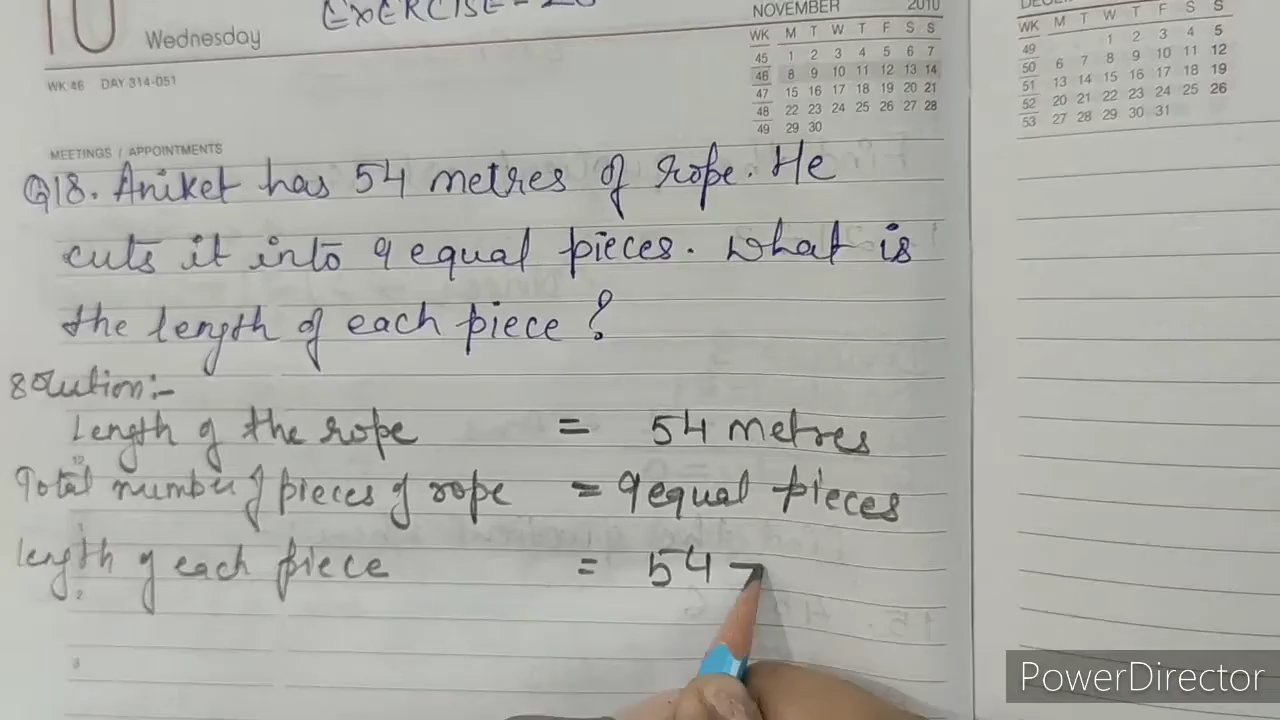 EXERCISE -
10 Wednesday
WK 46 DAY 314-051
NOVEMBER 2010
WK M T W T F S S
45 1 2 3 4 5 6 7
46 8 9 10 11 12 13 14
47 15 16 17 18 19 20 21
48 22 23 24 25 26 27 28
49 29 30
WK M T W T F S S
49 1 2 3 4 5
50 6 7 8 9 10 11 12
51 13 14 15 16 17 18 19
52 20 21 22 23 24 25 26
53 27 28 29 30 31
MEETINGS / APPOINTMENTS
Q18. Aniket has 54 metres of rope. He
cuts it into 9 equal pieces. What is
the length of each piece?
Solution:-
Length of the rope = 54 metres
Total number of pieces of rope = 9 equal pieces
length of each piece = 54 -
PowerDirector